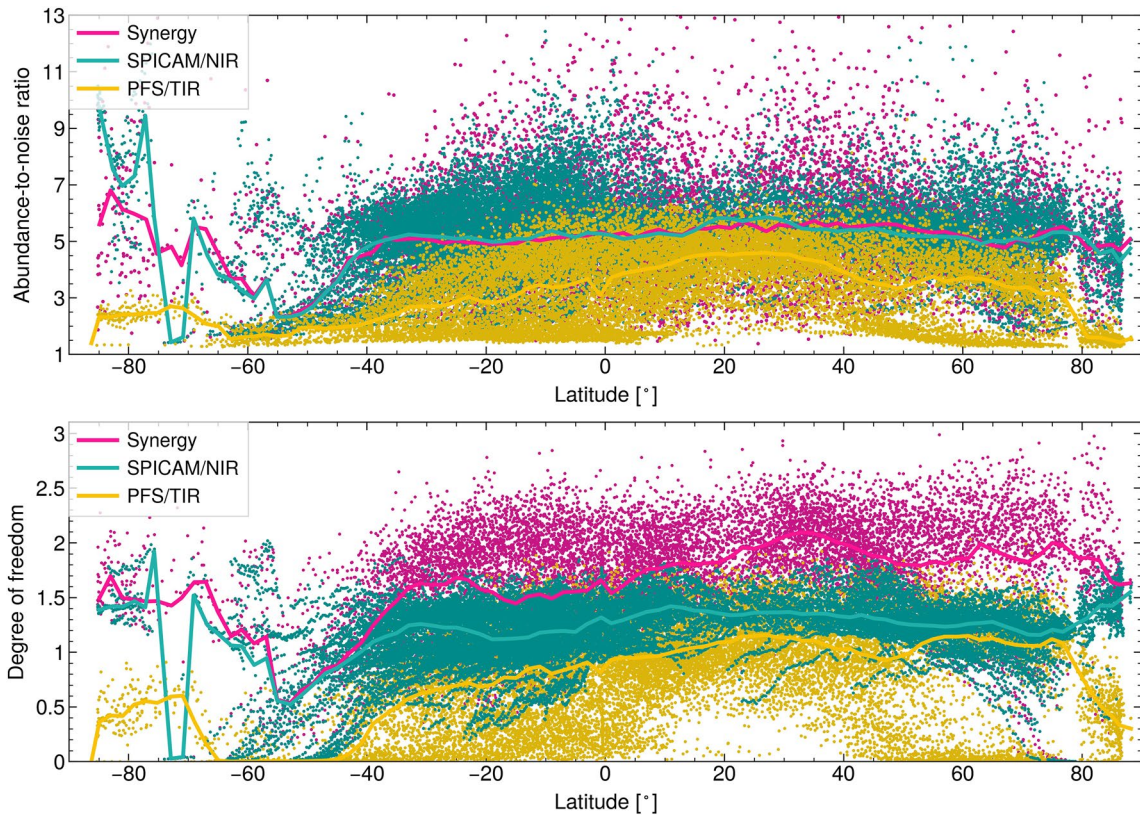 13
11
9
7
5
3
1
Abundance-to-noise ratio
Synergy
SPICAM/NIR
PFS/TIR
−80 −60 −40 −20 0 20 40 60 80
Latitude [°]
3
2.5
2
1.5
1
0.5
0
Degree of freedom
Synergy
SPICAM/NIR
PFS/TIR
−80 −60 −40 −20 0 20 40 60 80
Latitude [°]